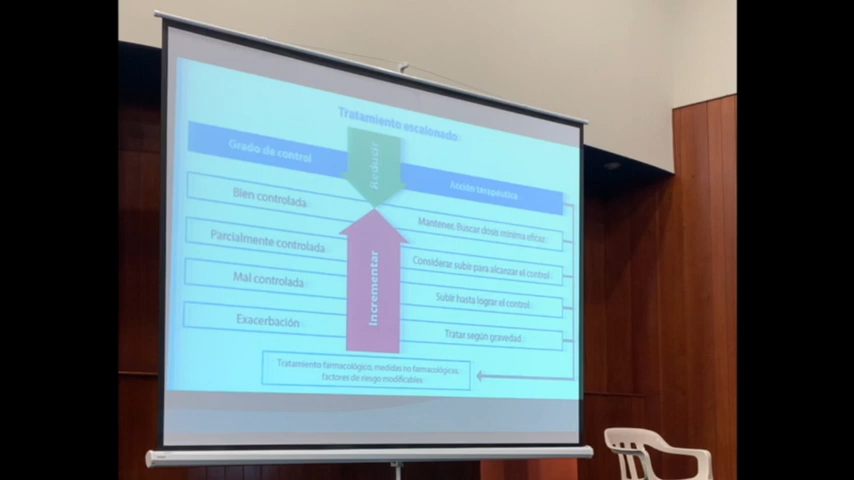 Tratamiento escalonado
Grado de control
Reducir
Acción terapéutica
Bien controlada
Mantener. Buscar dosis mínima eficaz
Parcialmente controlada
Considerar subir para alcanzar el control
Mal controlada
Subir hasta lograr el control
Exacerbación
Tratar según gravedad
Incrementar
Tratamiento farmacológico, medidas no farmacológicas,
factores de riesgo modificables